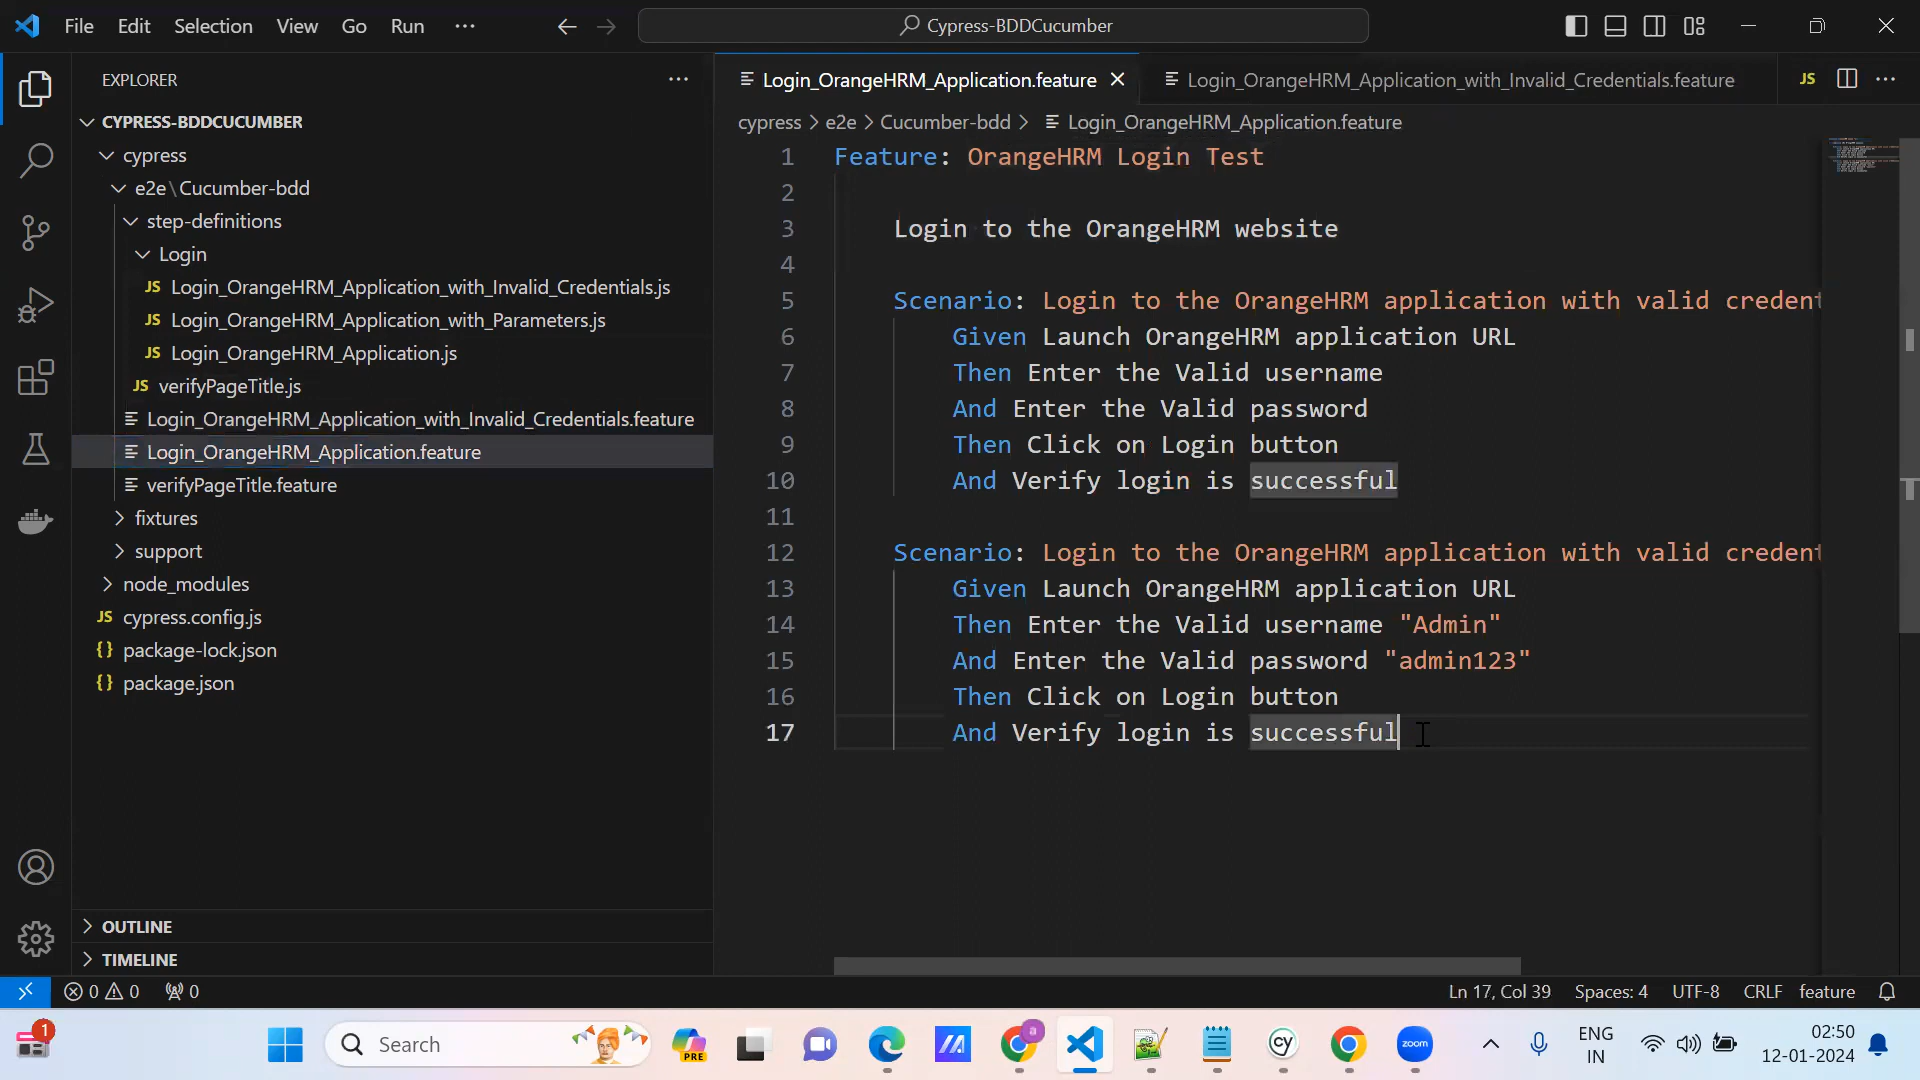 File Edit Selection View Go Run ··· Cypress-BDDCucumber
EXPLORER
CYPRESS-BDDCUCUMBER
cypress
e2e\Cucumber-bdd
step-definitions
Login
JS Login_OrangeHRM_Application_with_Invalid_Credentials.js
JS Login_OrangeHRM_Application_with_Parameters.js
JS Login_OrangeHRM_Application.js
JS verifyPageTitle.js
Login_OrangeHRM_Application_with_Invalid_Credentials.feature
Login_OrangeHRM_Application.feature
verifyPageTitle.feature
fixtures
support
node_modules
JS cypress.config.js
{} package-lock.json
{} package.json
OUTLINE
TIMELINE
Login_OrangeHRM_Application.feature Login_OrangeHRM_Application_with_Invalid_Credentials.feature JS
cypress > e2e > Cucumber-bdd > Login_OrangeHRM_Application.feature
1 Feature: OrangeHRM Login Test
2
3 Login to the OrangeHRM website
4
5 Scenario: Login to the OrangeHRM application with valid credent
6 Given Launch OrangeHRM application URL
7 Then Enter the Valid username
8 And Enter the Valid password
9 Then Click on Login button
10 And Verify login is successful
11
12 Scenario: Login to the OrangeHRM application with valid credent
13 Given Launch OrangeHRM application URL
14 Then Enter the Valid username "Admin"
15 And Enter the Valid password "admin123"
16 Then Click on Login button
17 And Verify login is successful
0 0 0 Ln 17, Col 39 Spaces: 4 UTF-8 CRLF feature
1 Search PRE a cy zoom ENG IN 02:50
12-01-2024